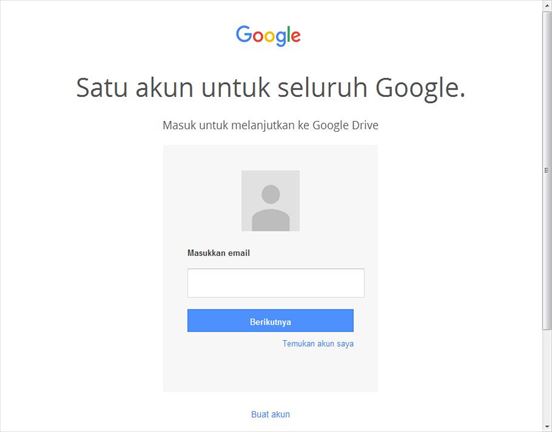 Google
Satu akun untuk seluruh Google.
Masuk untuk melanjutkan ke Google Drive
Masukkan email
Berikutnya
Temukan akun saya
Buat akun